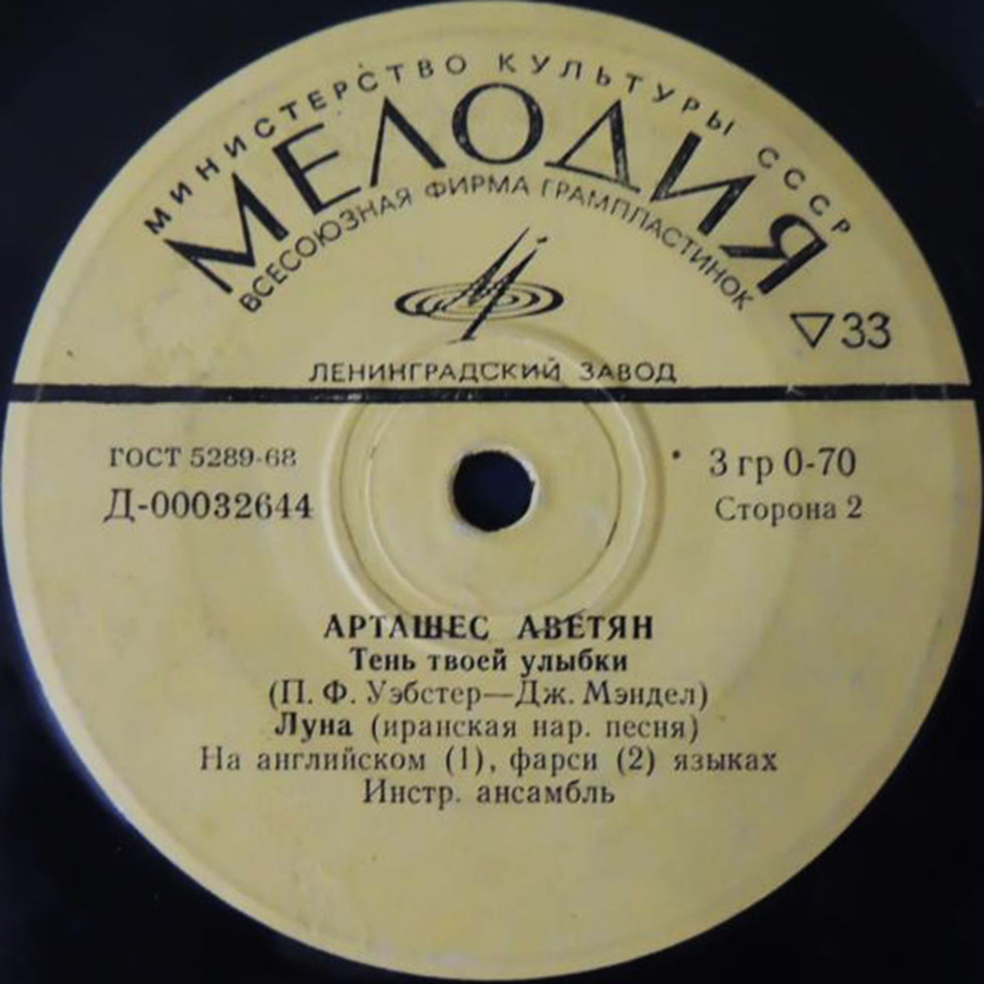 МИНИСТЕРСТВО КУЛЬТУРЫ СССР
МЕЛОДИЯ
ВСЕСОЮЗНАЯ ФИРМА ГРАМПЛАСТИНОК
33
ЛЕНИНГРАДСКИЙ ЗАВОД
ГОСТ 5289-68
3 гр 0-70
Д-00032644
Сторона 2
АРТАШЕС АВЕТЯН
Тень твоей улыбки
(П. Ф. Уэбстер—Дж. Мэндел)
Луна (иранская нар. песня)
На английском (1), фарси (2) языках
Инстр. ансамбль